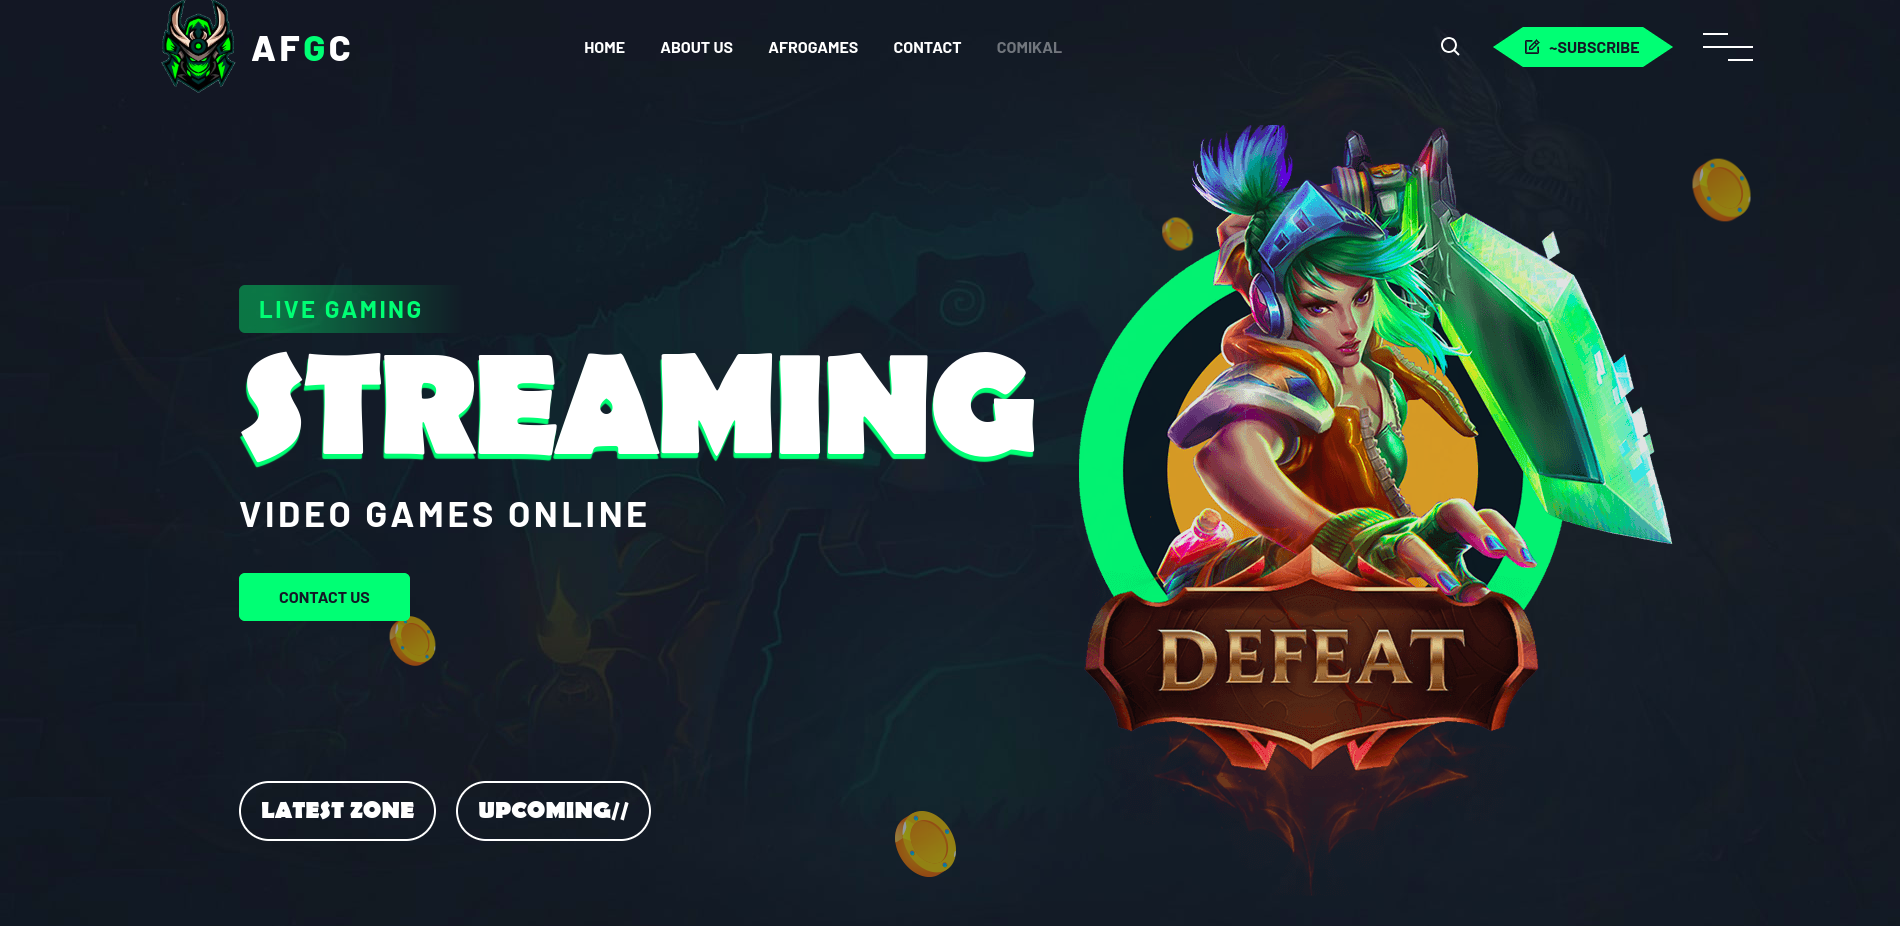 AFGC
HOME ABOUT US AFROGAMES CONTACT COMIKAL
~SUBSCRIBE
LIVE GAMING
STREAMING
VIDEO GAMES ONLINE
CONTACT US
DEFEAT
LATEST ZONE
UPCOMING//